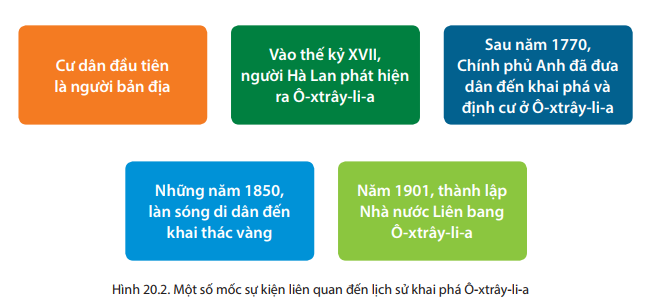 Cư dân đầu tiên
là người bản địa
Vào thế kỷ XVII,
người Hà Lan phát hiện
ra Ô-xtrây-li-a
Sau năm 1770,
Chính phủ Anh đã đưa
dân đến khai phá và
định cư ở Ô-xtrây-li-a
Những năm 1850,
làn sóng di dân đến
khai thác vàng
Năm 1901, thành lập
Nhà nước Liên bang
Ô-xtrây-li-a
Hình 20.2. Một số mốc sự kiện liên quan đến lịch sử khai phá Ô-xtrây-li-a